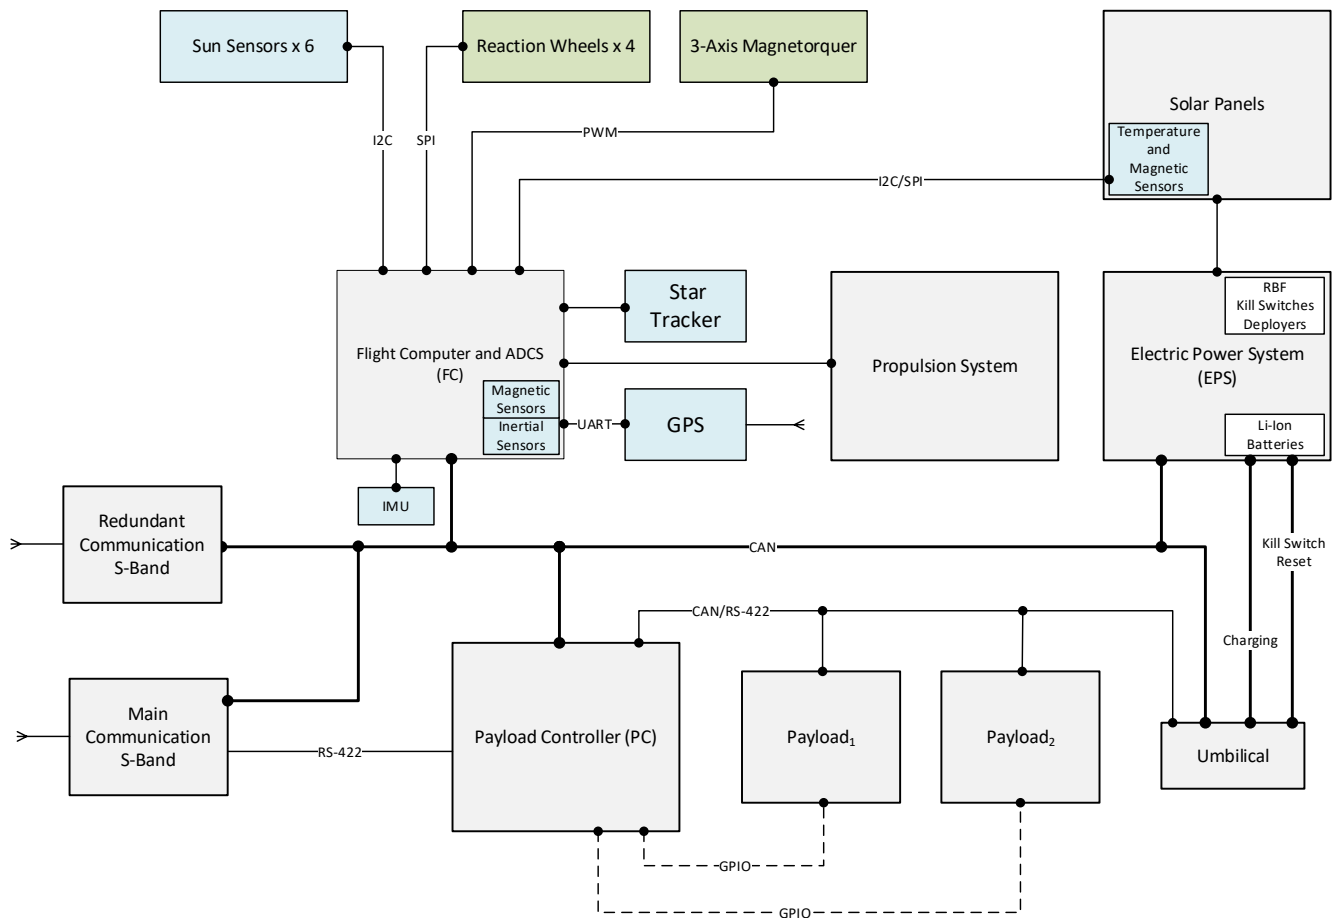 Sun Sensors x 6
Reaction Wheels x 4
3-Axis Magnetorquer
Solar Panels
Temperature
and
Magnetic
Sensors
I2C
SPI
PWM
I2C/SPI
Star
Tracker
Flight Computer and ADCS
(FC)
Magnetic
Sensors
Inertial
Sensors
UART
GPS
Propulsion System
RBF
Kill Switches
Deployers
Electric Power System
(EPS)
Li-Ion
Batteries
IMU
Redundant
Communication
S-Band
CAN
Kill Switch
Reset
CAN/RS-422
Charging
Main
Communication
S-Band
RS-422
Payload Controller (PC)
Payload1
Payload2
Umbilical
GPIO
GPIO